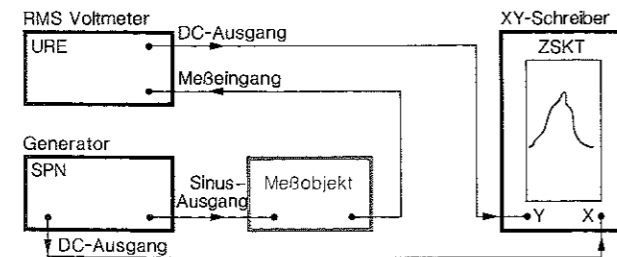 RMS Voltmeter
URE
DC-Ausgang
Meßeingang
Generator
SPN
Sinus-
Ausgang
Meßobjekt
DC-Ausgang
XY-Schreiber
ZSKT
Y
X